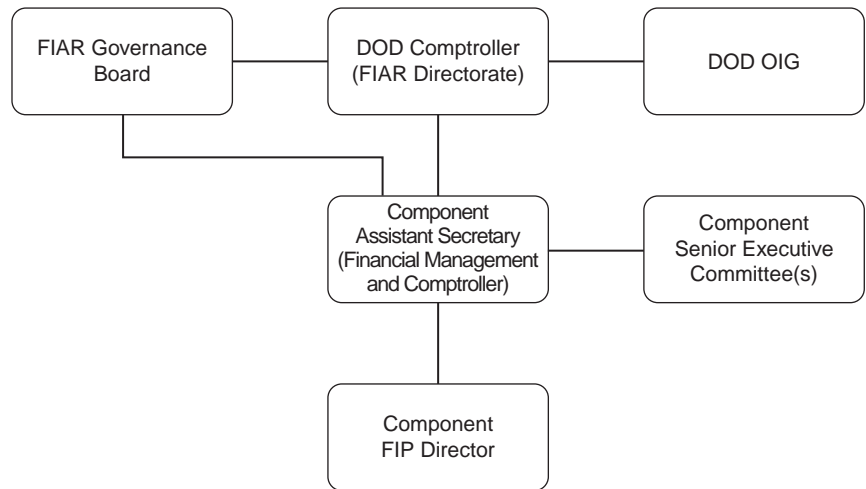 FIAR Governance
Board
DOD Comptroller
(FIAR Directorate)
DOD OIG
Component
Assistant Secretary
(Financial Management
and Comptroller)
Component
Senior Executive
Committee(s)
Component
FIP Director